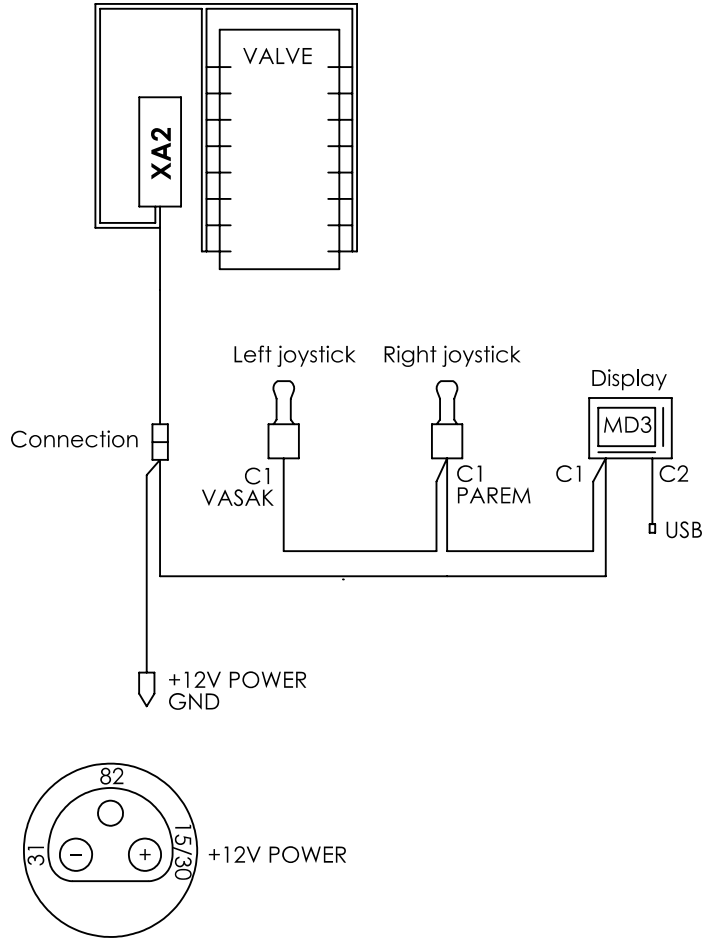 VALVE
XA2
Left joystick
Right joystick
Display
MD3
Connection
C1
VASAK
C1
PAREM
C1
C2
USB
+12V POWER
GND
82
31
15/30
−
+
+12V POWER